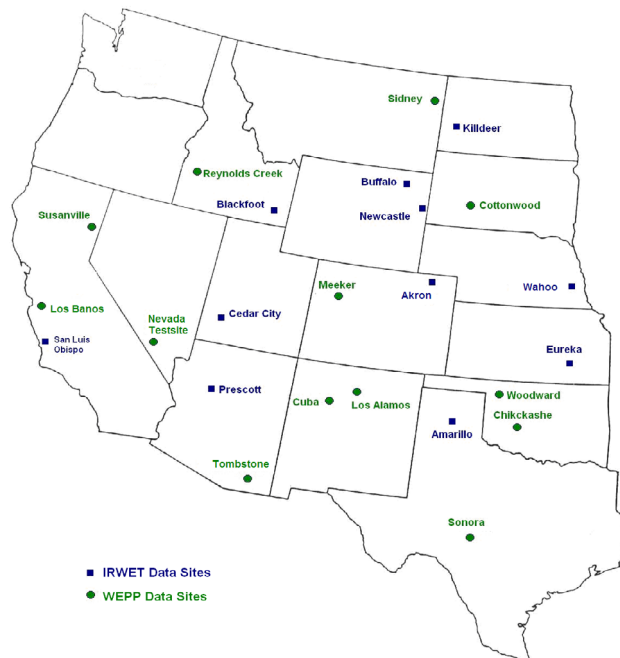 Sidney
Killdeer
Reynolds Creek
Buffalo
Blackfoot
Newcastle
Cottonwood
Susanville
Meeker
Akron
Wahoo
Los Banos
Nevada
Testsite
Cedar City
San Luis
Obispo
Eureka
Prescott
Cuba
Los Alamos
Woodward
Chikckashe
Amarillo
Tombstone
Sonora
IRWET Data Sites
WEPP Data Sites